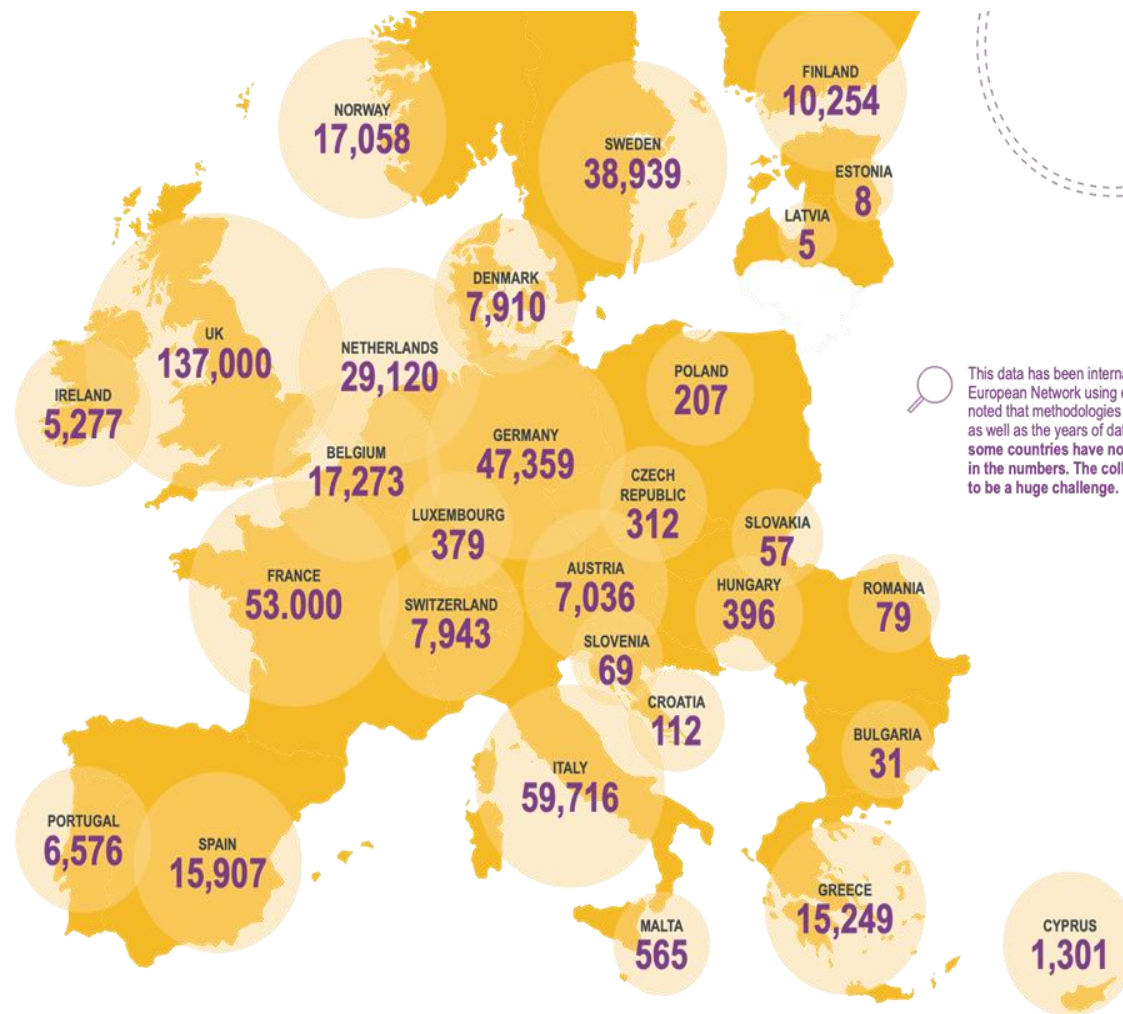 FINLAND
10,254
NORWAY
17,058
SWEDEN
38,939
ESTONIA
8
LATVIA
5
DENMARK
7,910
UK
137,000
NETHERLANDS
29,120
IRELAND
5,277
POLAND
207
This data has been interna
European Network using
noted that methodologies
as well as the years of da
some countries have no
in the numbers. The coll
to be a huge challenge.
GERMANY
47,359
BELGIUM
17,273
CZECH
REPUBLIC
312
LUXEMBOURG
379
SLOVAKIA
57
FRANCE
53.000
AUSTRIA
7,036
SWITZERLAND
7,943
HUNGARY
396
ROMANIA
79
SLOVENIA
69
CROATIA
112
BULGARIA
31
ITALY
59,716
PORTUGAL
6,576
SPAIN
15,907
GREECE
15,249
MALTA
565
CYPRUS
1,301